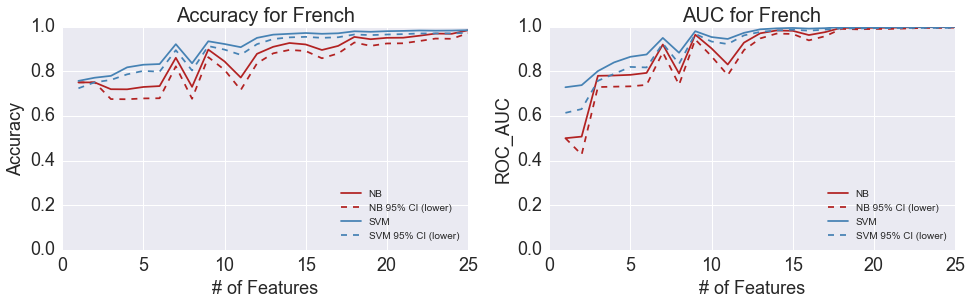 Accuracy for French
1.0
0.8
0.6
0.4
0.2
0.0
Accuracy
NB
NB 95% CI (lower)
SVM
SVM 95% CI (lower)
0 5 10 15 20 25
# of Features
AUC for French
1.0
0.8
0.6
0.4
0.2
0.0
ROC_AUC
NB
NB 95% CI (lower)
SVM
SVM 95% CI (lower)
0 5 10 15 20 25
# of Features